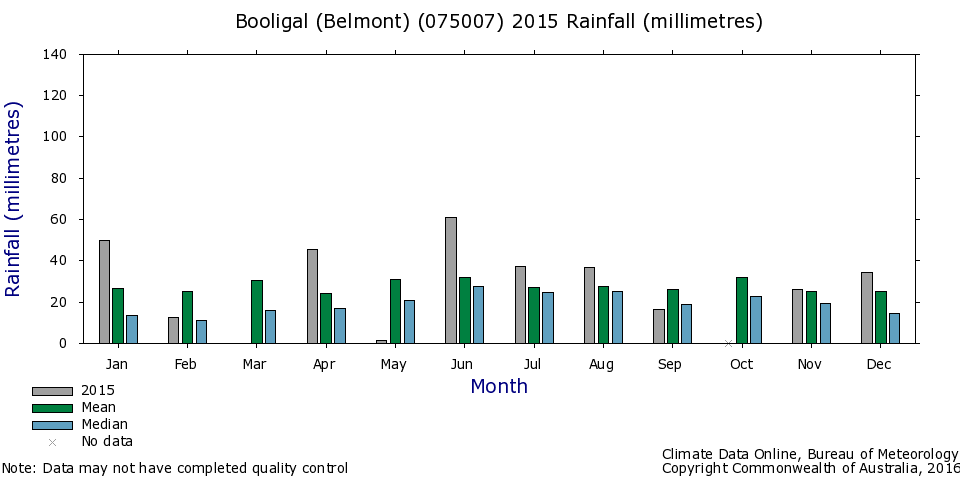 Booligal (Belmont) (075007) 2015 Rainfall (millimetres)
140
120
100
80
60
40
20
0
Rainfall (millimetres)
Jan Feb Mar Apr May Jun Jul Aug Sep Oct Nov Dec
Month
2015
Mean
Median
No data
Climate Data Online, Bureau of Meteorology
Note: Data may not have completed quality control
Copyright Commonwealth of Australia, 2016